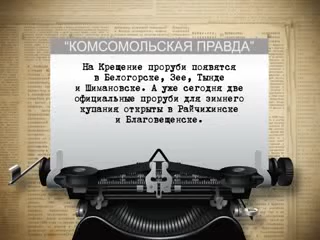 "КОМСОМОЛЬСКАЯ ПРАВДА"
На Крещение проруби появятся
в Белогорске, Зее, Тынде
и Шимановске. А уже сегодня две
официальные проруби для зимнего
купания открыты в Райчихинске
и Благовещенске.